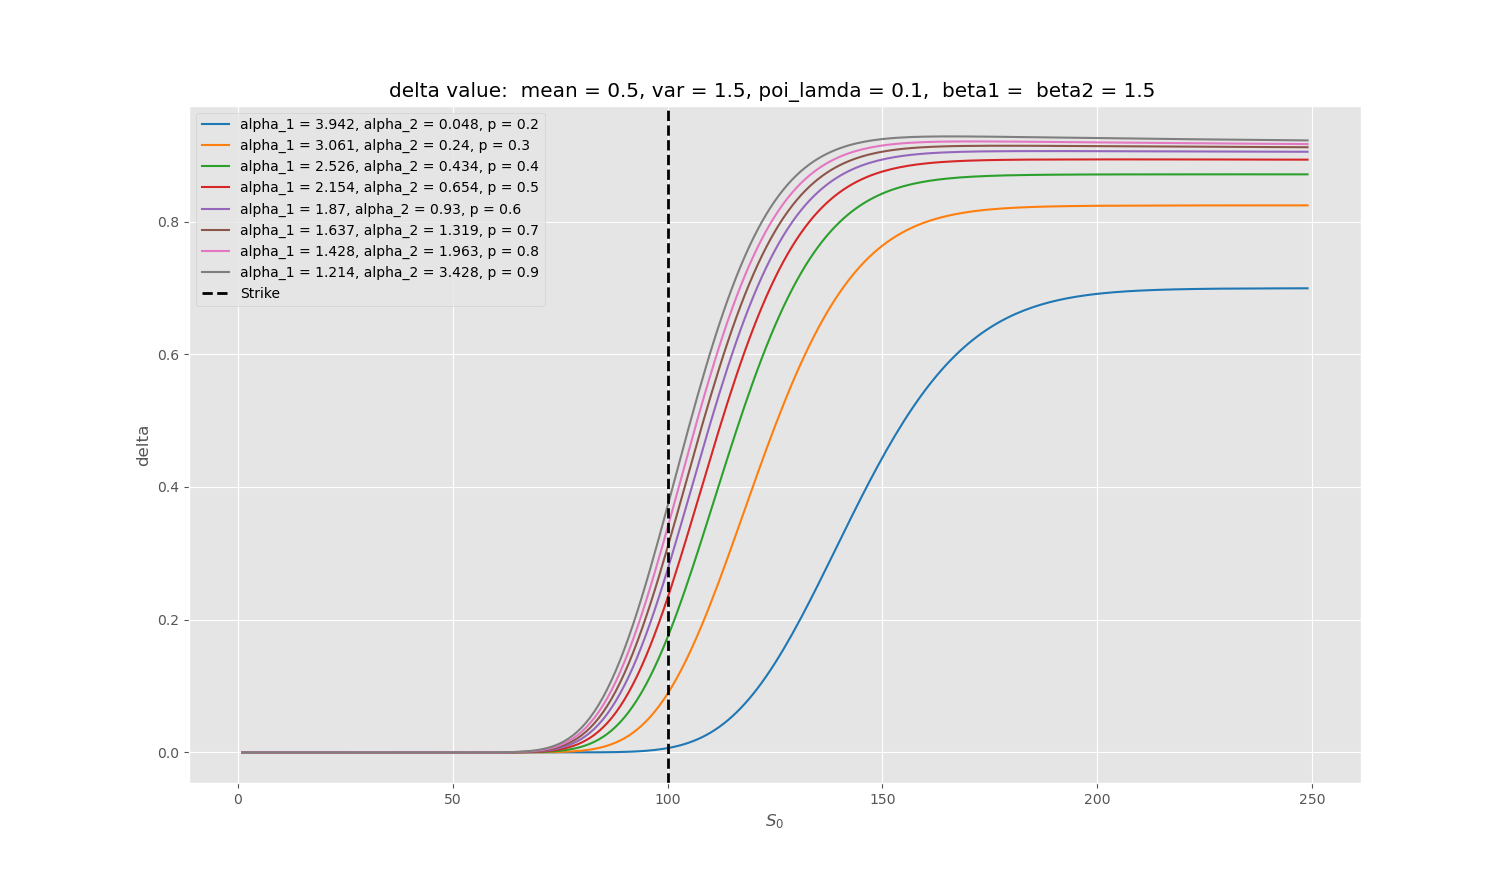 delta value:  mean = 0.5, var = 1.5, poi_lamda = 0.1,  beta1 =  beta2 = 1.5
alpha_1 = 3.942, alpha_2 = 0.048, p = 0.2
alpha_1 = 3.061, alpha_2 = 0.24, p = 0.3
alpha_1 = 2.526, alpha_2 = 0.434, p = 0.4
alpha_1 = 2.154, alpha_2 = 0.654, p = 0.5
alpha_1 = 1.87, alpha_2 = 0.93, p = 0.6
alpha_1 = 1.637, alpha_2 = 1.319, p = 0.7
alpha_1 = 1.428, alpha_2 = 1.963, p = 0.8
alpha_1 = 1.214, alpha_2 = 3.428, p = 0.9
Strike
0.8
0.6
0.4
0.2
0.0
delta
0 50 100 150 200 250
S₀